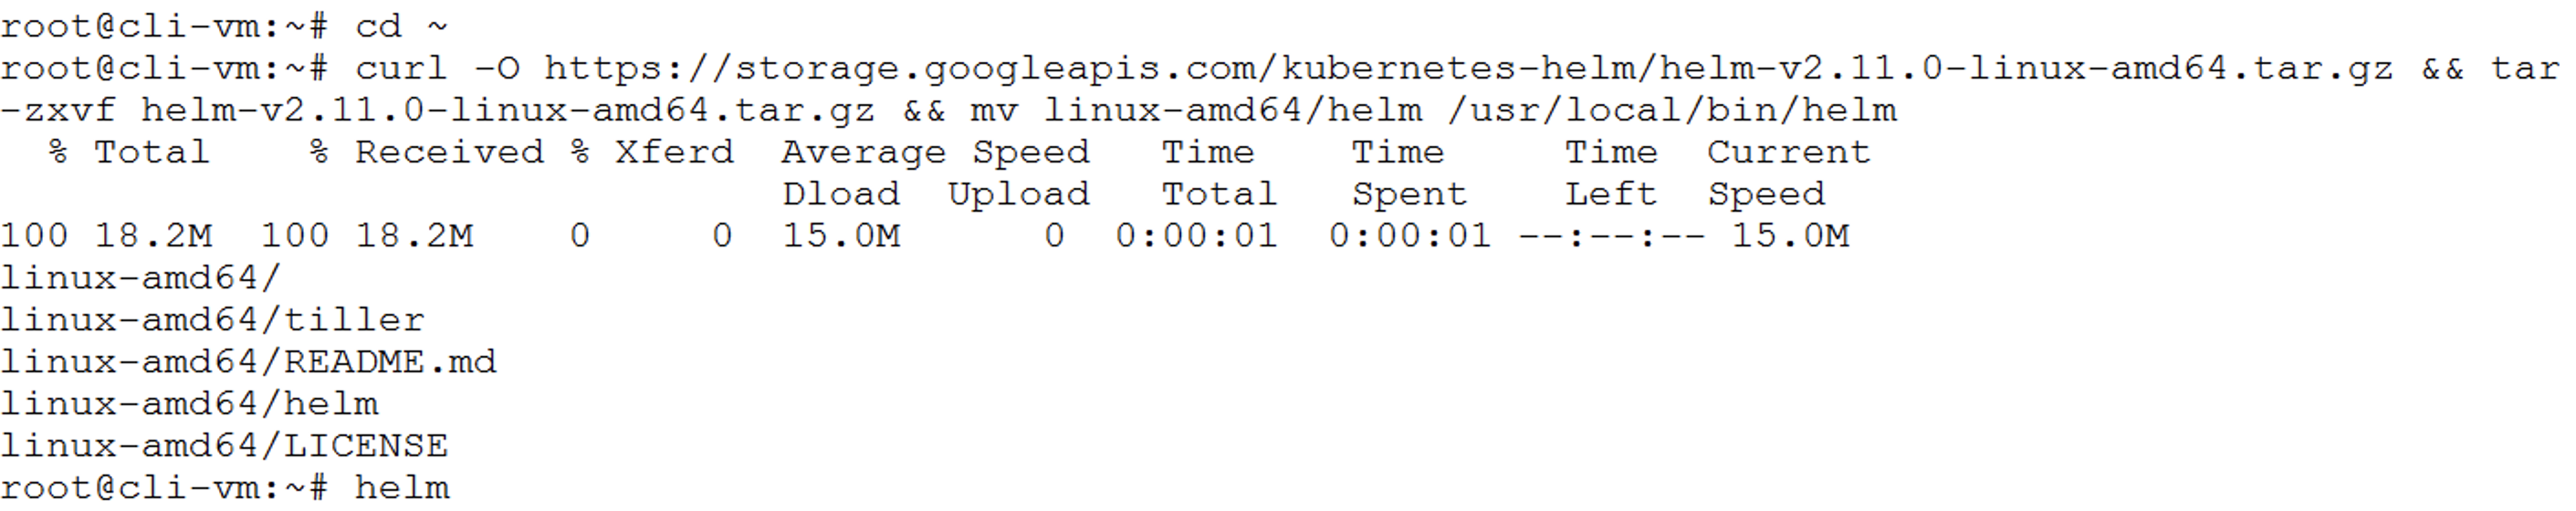 root@cli-vm:~# cd ~
root@cli-vm:~# curl -O https://storage.googleapis.com/kubernetes-helm/helm-v2.11.0-linux-amd64.tar.gz && tar
-zxvf helm-v2.11.0-linux-amd64.tar.gz && mv linux-amd64/helm /usr/local/bin/helm
  % Total    % Received % Xferd  Average Speed   Time    Time     Time  Current
                                 Dload  Upload   Total   Spent    Left  Speed
100 18.2M  100 18.2M    0     0  15.0M      0  0:00:01  0:00:01 --:--:-- 15.0M
linux-amd64/
linux-amd64/tiller
linux-amd64/README.md
linux-amd64/helm
linux-amd64/LICENSE
root@cli-vm:~# helm